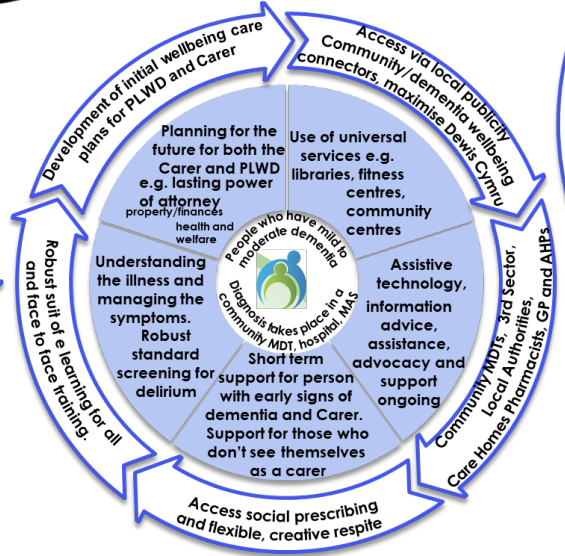 Development of initial wellbeing care
plans for PLWD and Carer
Access via local publicity
Community/dementia wellbeing
connectors, maximise Dewis Cymru
Community MDTs, 3rd Sector,
Local Authorities,
Care Homes Pharmacists, GP and AHPs
Access social prescribing
and flexible, creative respite
Robust suit of e learning for all
and face to face training.
Planning for the
future for both the
Carer and PLWD
e.g. lasting power
of attorney
property/finances
health and
welfare
Use of universal
services e.g.
libraries, fitness
centres,
community
centres
Assistive
technology,
information
advice,
assistance,
advocacy and
support
ongoing
Short term
support for person
with early signs of
dementia and Carer.
Support for those who
don't see themselves
as a carer
Understanding
the illness and
managing the
symptoms.
Robust
standard
screening for
delirium
People who have mild to
moderate dementia
Diagnosis takes place in a
community MDT, hospital, MAS